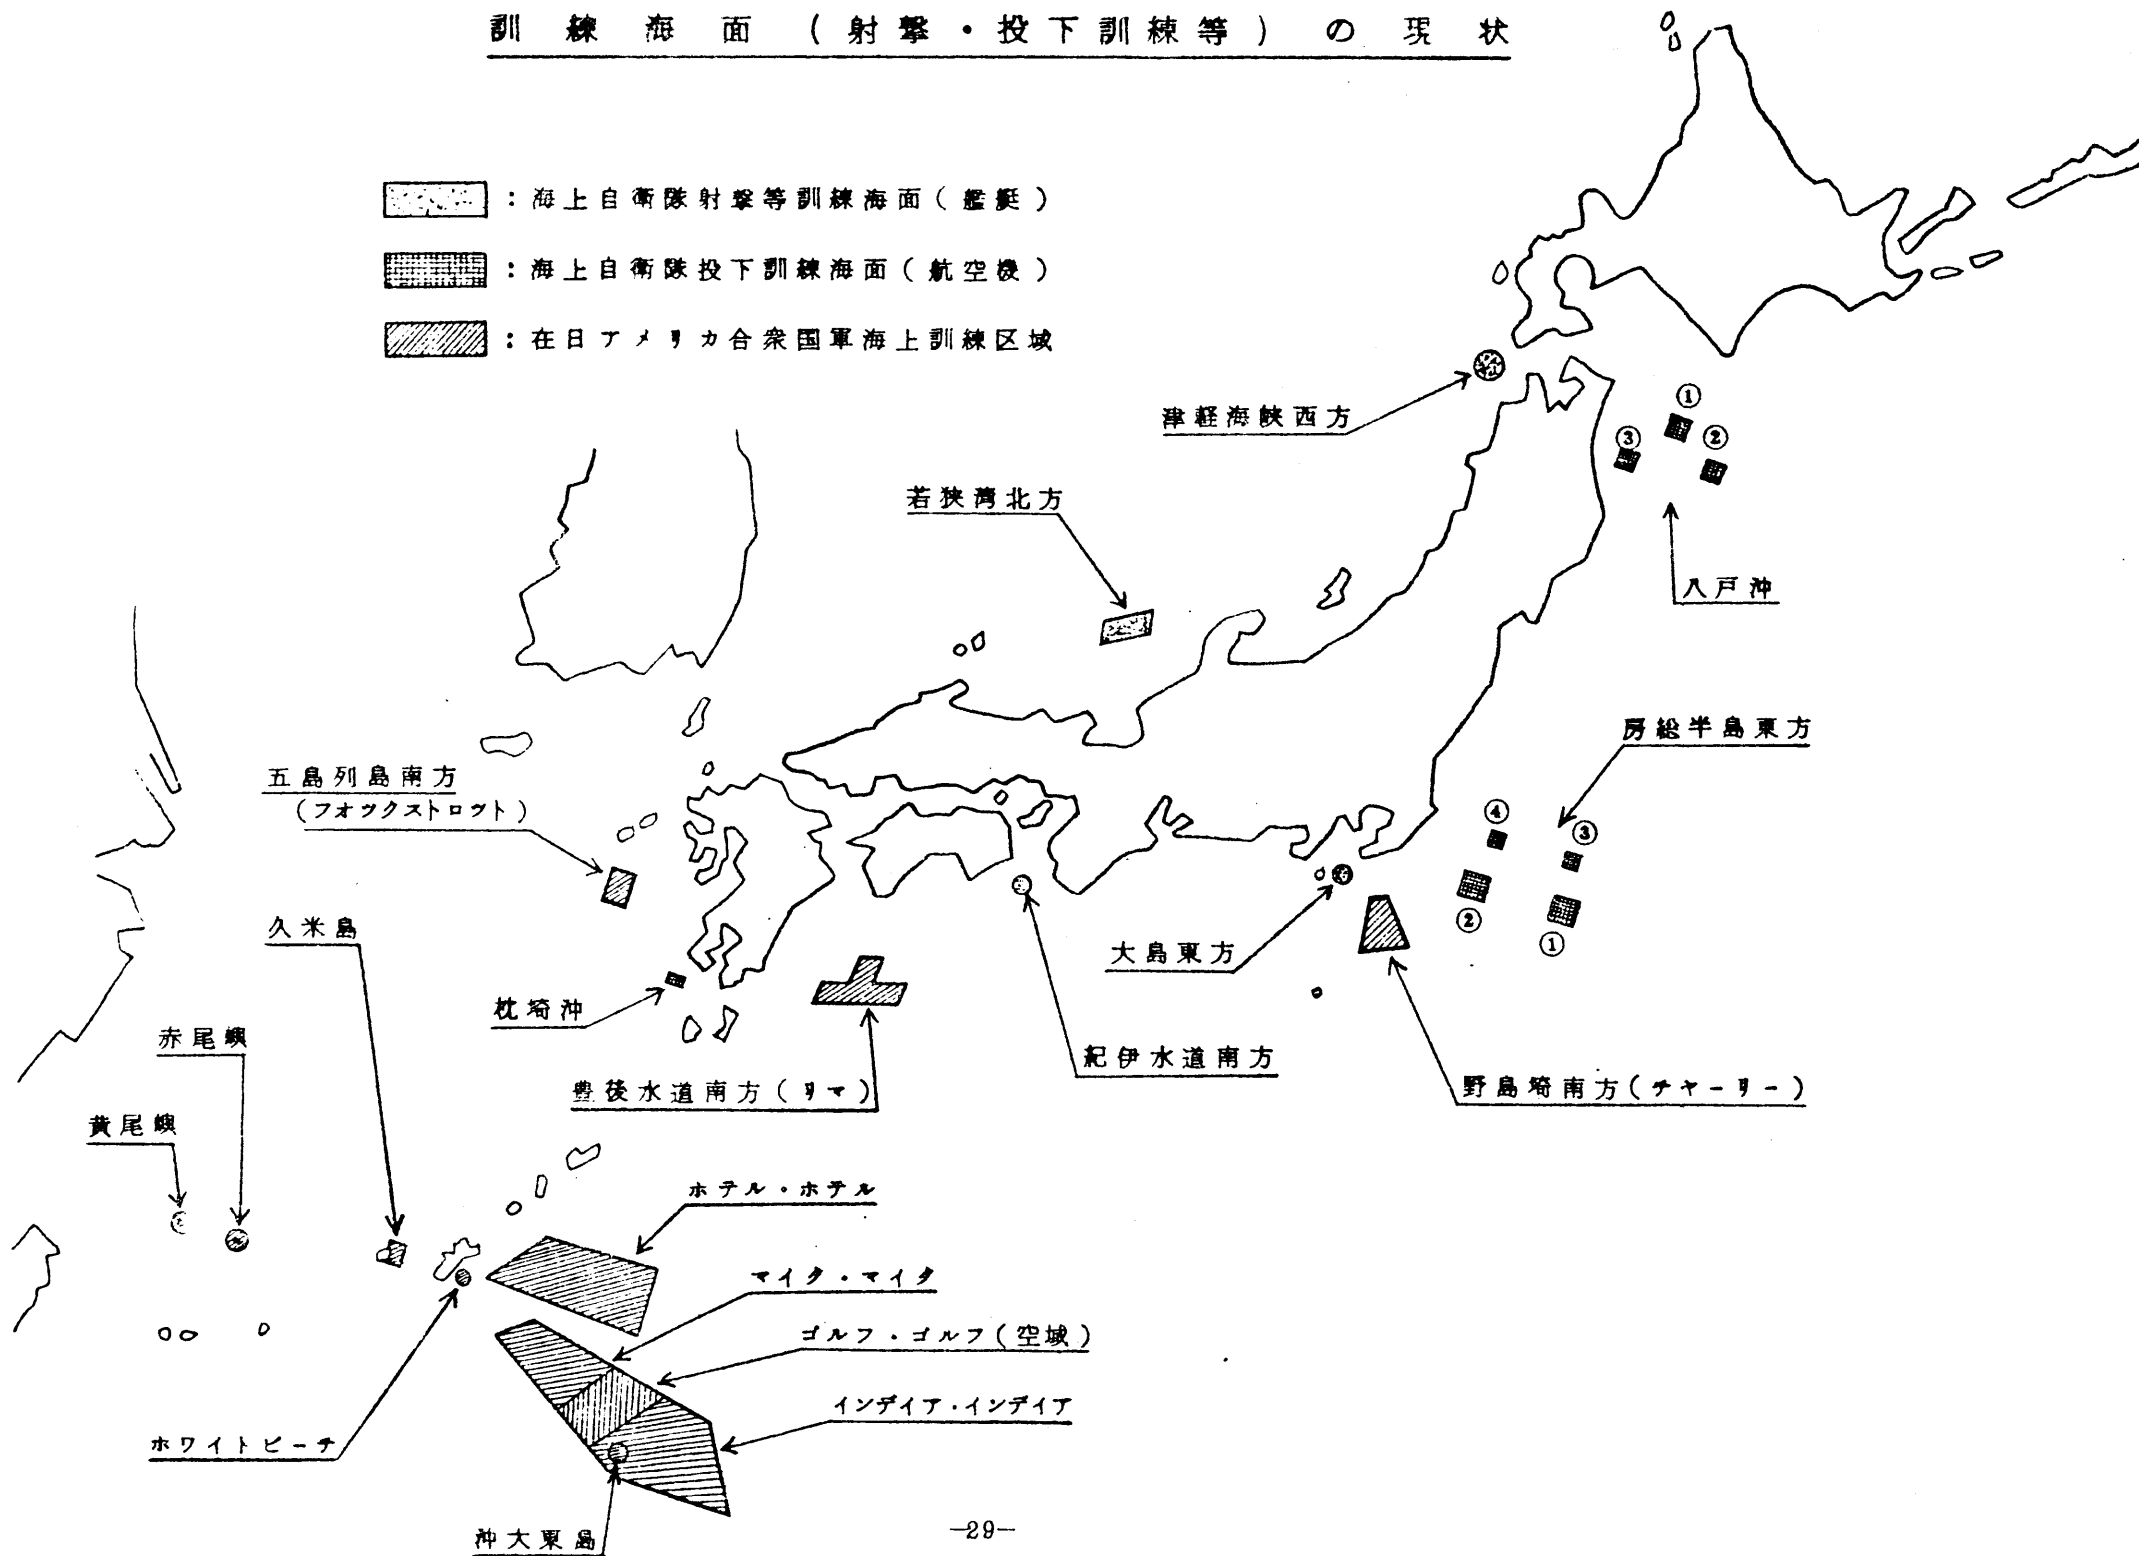 訓練海面(射撃・投下訓練等)の現状
:海上自衛隊射撃等訓練海面(艦艇)
:海上自衛隊投下訓練海面(航空機)
:在日アメリカ合衆国軍海上訓練区域
津軽海峡西方
①
③
②
若狭湾北方
八戸沖
房総半島東方
五島列島南方
(フオツクストロツト)
④
③
②
①
久米島
大島東方
枕埼沖
赤尾嶼
紀伊水道南方
豊後水道南方(リマ)
野島埼南方(チヤーリー)
黄尾嶼
ホテル・ホテル
マイク・マイク
ゴルフ・ゴルフ(空域)
インデイア・インデイア
ホワイトビーチ
沖大東島
—29—